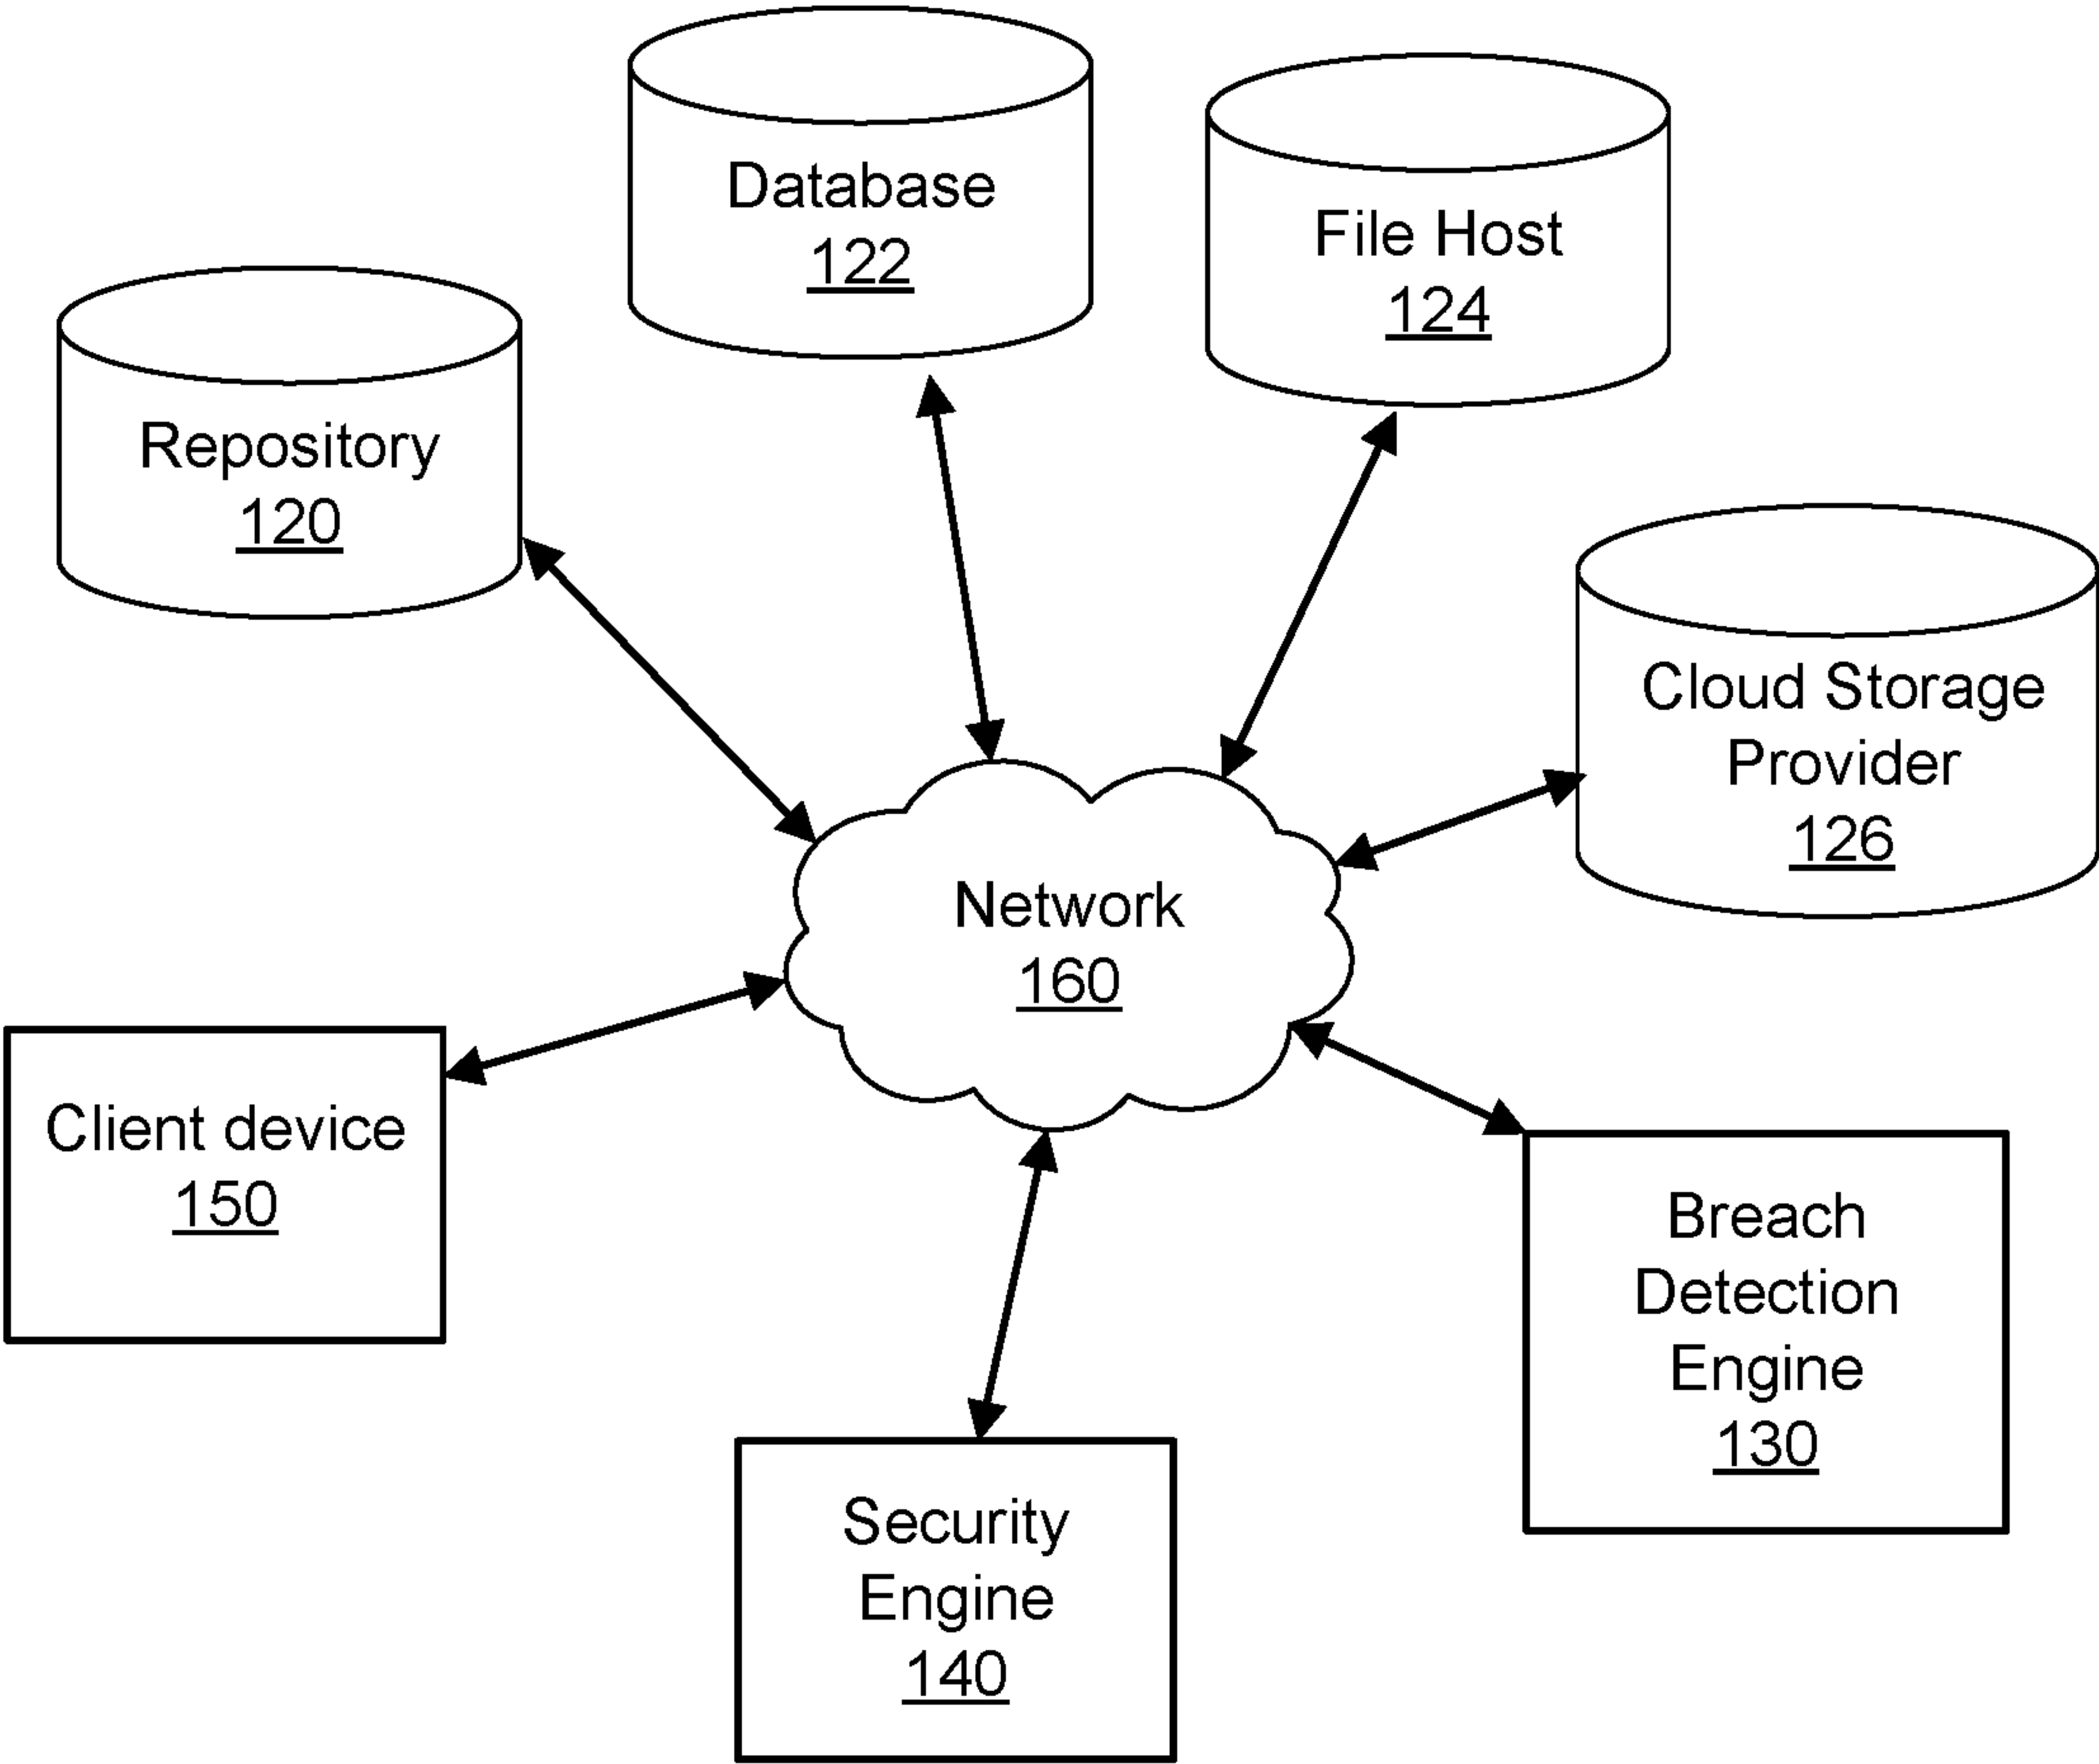 Database
122
File Host
124
Repository
120
Cloud Storage
Provider
126
Network
160
Client device
150
Breach
Detection
Engine
130
Security
Engine
140